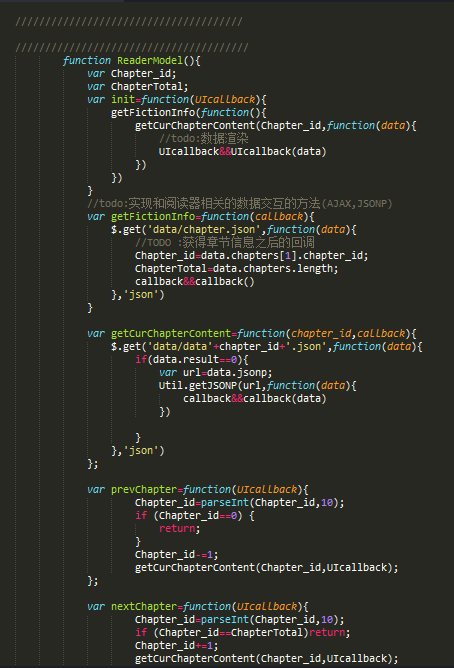 //////////////////////////////////////
///////////////////////////////////////
function ReaderModel(){
var Chapter_id;
var ChapterTotal;
var init=function(UIcallback){
getFictionInfo(function(){
getCurChapterContent(Chapter_id,function(data){
//todo:数据渲染
UIcallback&&UIcallback(data)
})
})
}
//todo:实现和阅读器相关的数据交互的方法(AJAX,JSONP)
var getFictionInfo=function(callback){
$.get('data/chapter.json',function(data){
//TODO :获得章节信息之后的回调
Chapter_id=data.chapters[1].chapter_id;
ChapterTotal=data.chapters.length;
callback&&callback()
},'json')
}
var getCurChapterContent=function(chapter_id,callback){
$.get('data/data'+chapter_id+'.json',function(data){
if(data.result==0){
var url=data.jsonp;
Util.getJSONP(url,function(data){
callback&&callback(data)
})
}
},'json')
};
var prevChapter=function(UIcallback){
Chapter_id=parseInt(Chapter_id,10);
if (Chapter_id==0) {
return;
}
Chapter_id-=1;
getCurChapterContent(Chapter_id,UIcallback);
};
var nextChapter=function(UIcallback){
Chapter_id=parseInt(Chapter_id,10);
if (Chapter_id==ChapterTotal)return;
Chapter_id+=1;
getCurChapterContent(Chapter_id,UIcallback);